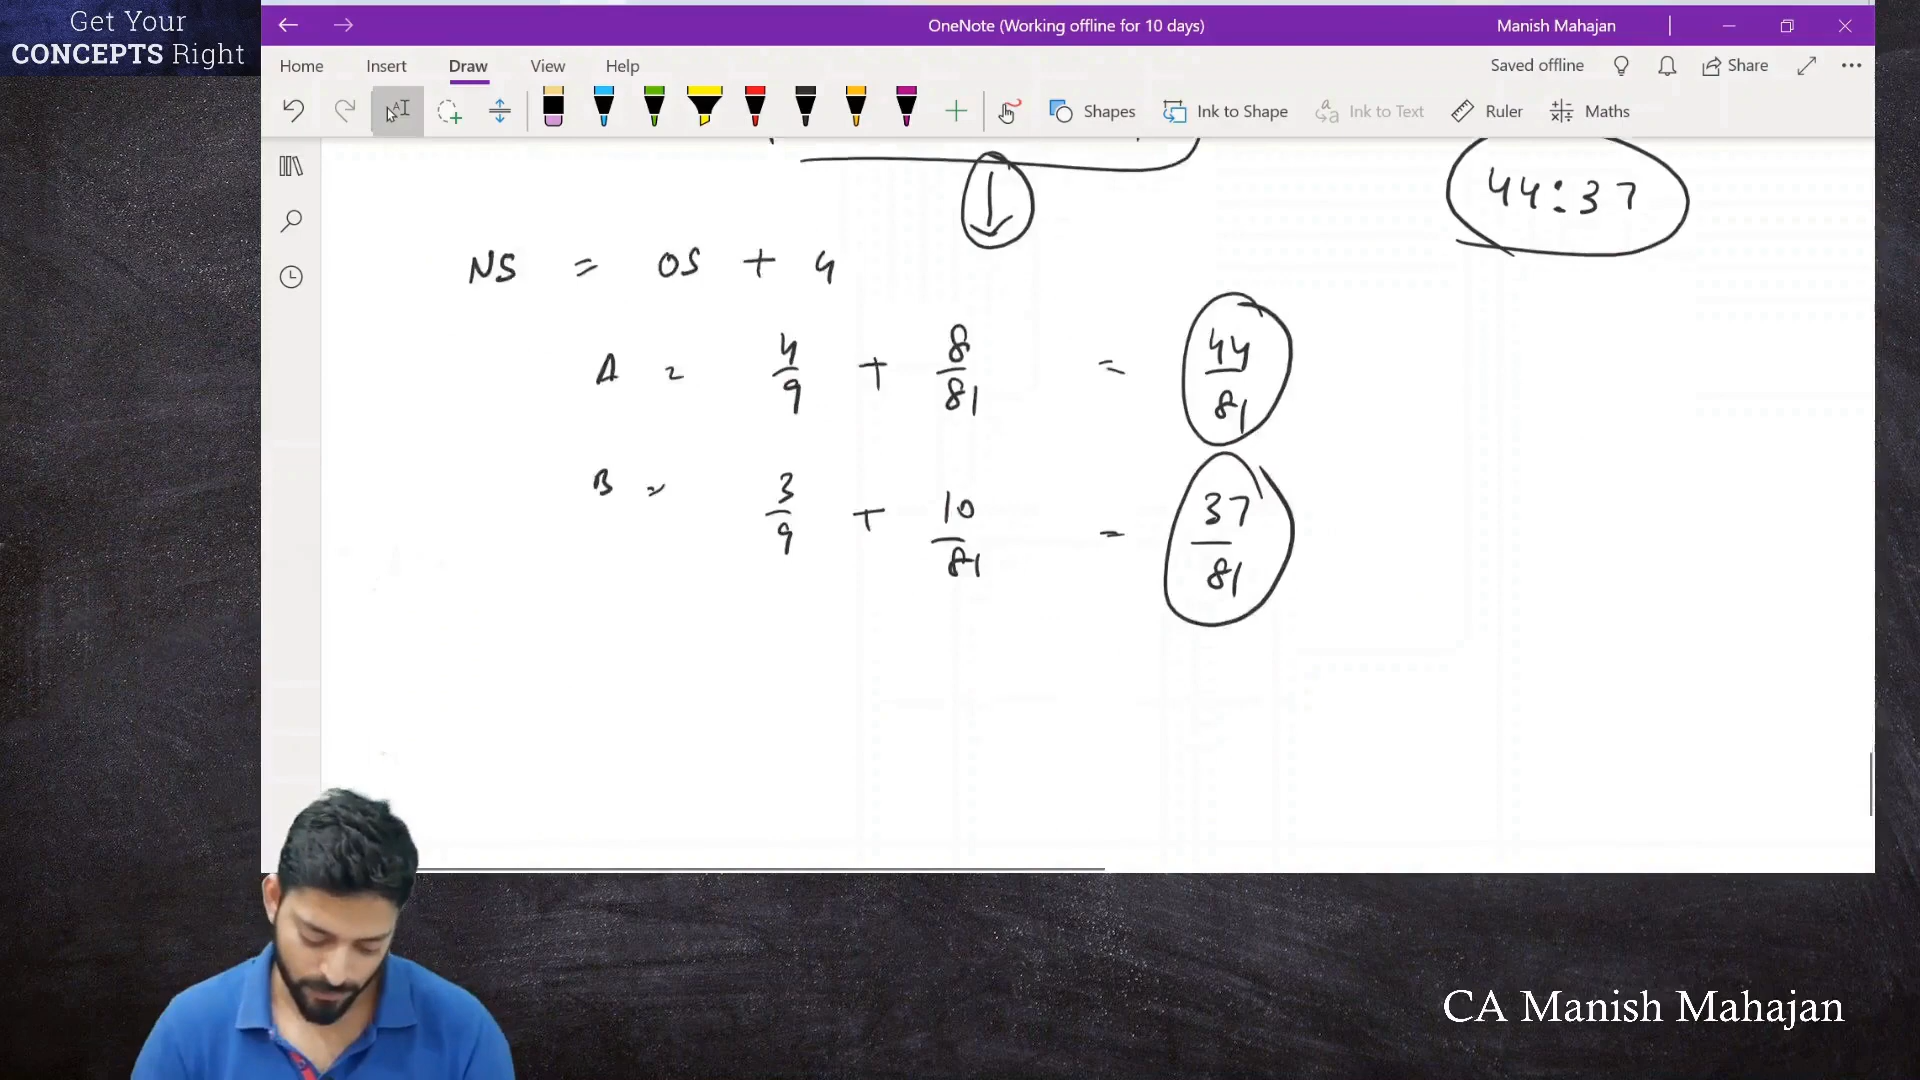 Get Your
CONCEPTS Right
OneNote (Working offline for 10 days)
Manish Mahajan
Home Insert Draw View Help
Saved offline
Share
Shapes
Ink to Shape
Ink to Text
Ruler
Maths
44:37
NS = OS + 4
A = 4/9 + 8/81 = 44/81
B = 3/9 + 10/81 = 37/81
CA Manish Mahajan